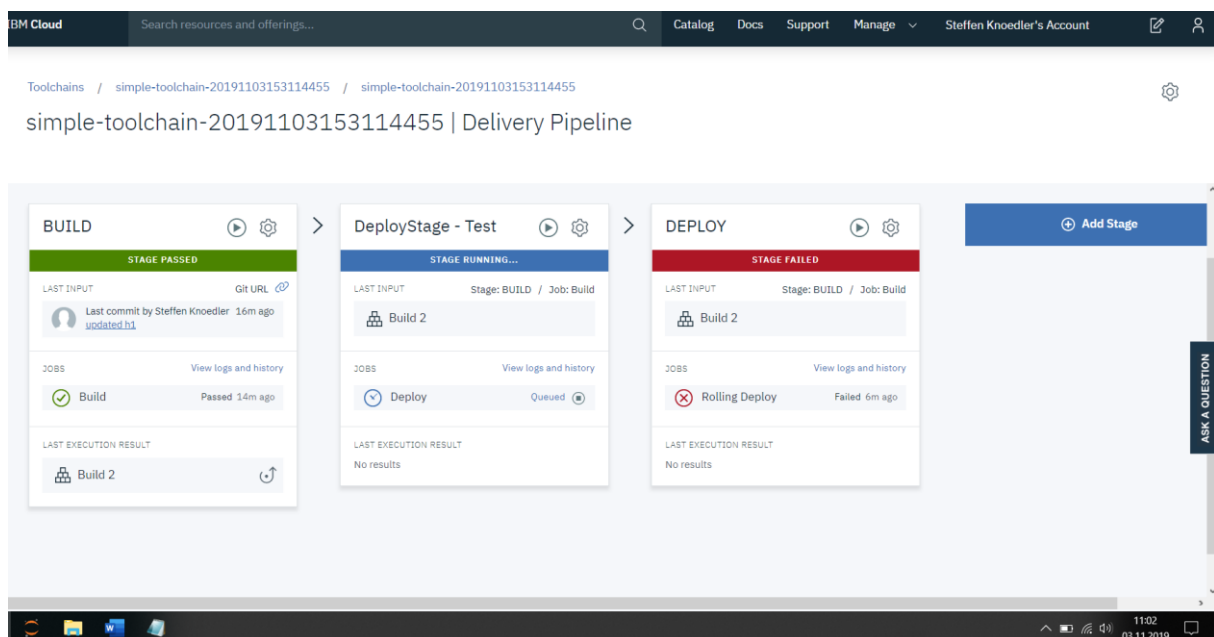 IBM Cloud Search resources and offerings... Catalog Docs Support Manage Steffen Knoedler's Account
Toolchains / simple-toolchain-20191103153114455 / simple-toolchain-20191103153114455
simple-toolchain-20191103153114455 | Delivery Pipeline
BUILD
STAGE PASSED
LAST INPUT Git URL
Last commit by Steffen Knoedler 16m ago
updated h1
JOBS View logs and history
Build Passed 14m ago
LAST EXECUTION RESULT
Build 2
DeployStage - Test
STAGE RUNNING...
LAST INPUT Stage: BUILD / Job: Build
Build 2
JOBS View logs and history
Deploy Queued
LAST EXECUTION RESULT
No results
DEPLOY
STAGE FAILED
LAST INPUT Stage: BUILD / Job: Build
Build 2
JOBS View logs and history
Rolling Deploy Failed 6m ago
LAST EXECUTION RESULT
No results
Add Stage
ASK A QUESTION
11:02
03.11.2019